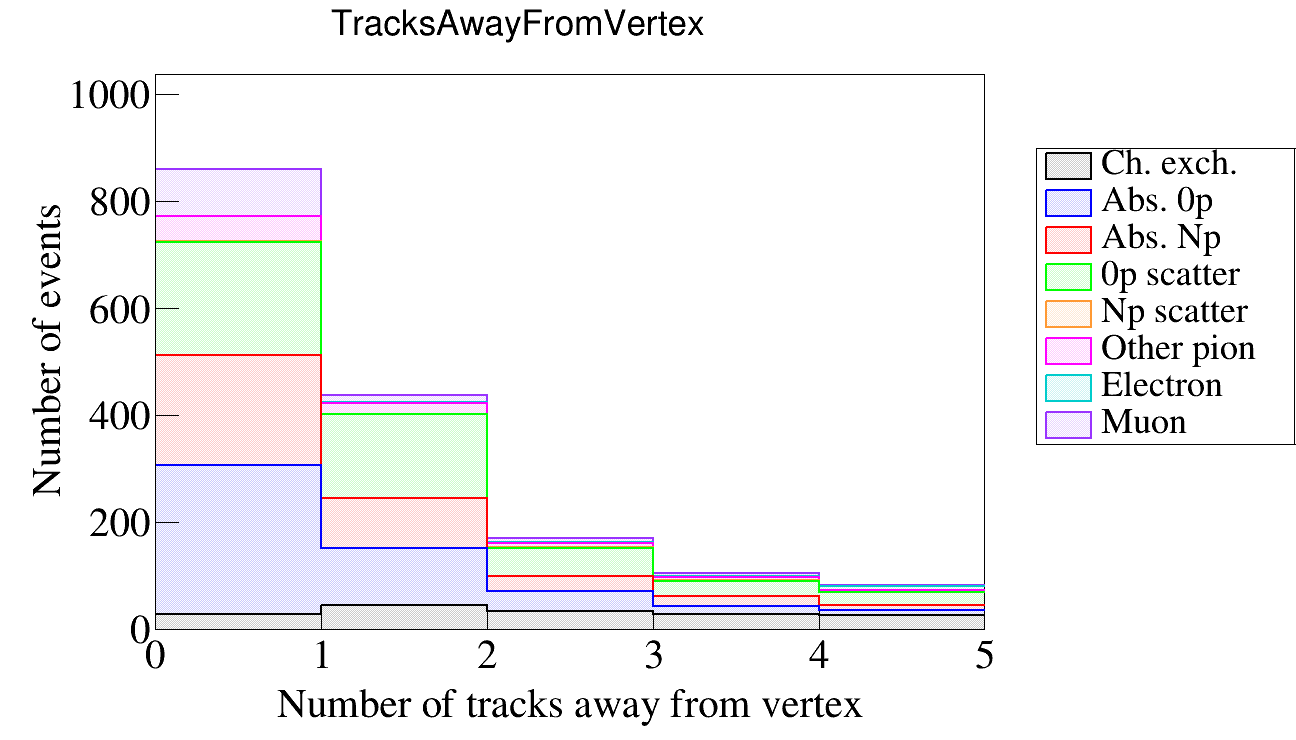 TracksAwayFromVertex
1000
800
600
400
200
0
0 1 2 3 4 5
Number of events
Number of tracks away from vertex
Ch. exch.
Abs. 0p
Abs. Np
0p scatter
Np scatter
Other pion
Electron
Muon